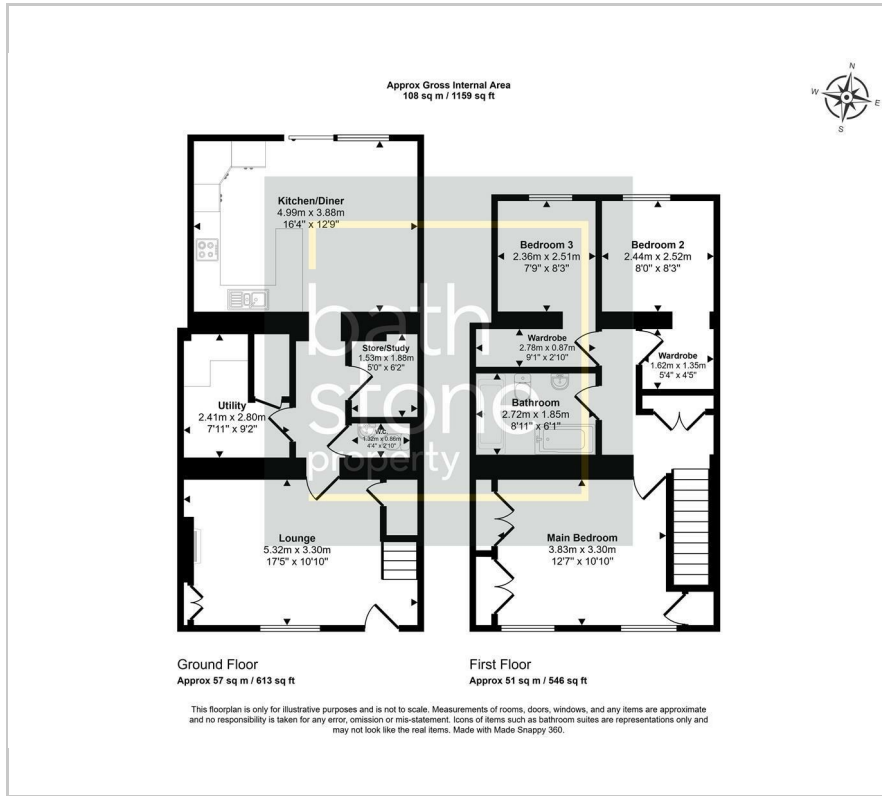 Approx Gross Internal Area
108 sq m / 1159 sq ft
N
W
E
S
Kitchen/Diner
4.99m x 3.88m
16'4" x 12'9"
Store/Study
1.53m x 1.88m
5'0" x 6'2"
Utility
2.41m x 2.80m
7'11" x 9'2"
W.C.
1.32m x 0.86m
4'4" x 2'10"
Lounge
5.32m x 3.30m
17'5" x 10'10"
Ground Floor
Approx 57 sq m / 613 sq ft
Bedroom 3
2.36m x 2.51m
7'9" x 8'3"
Bedroom 2
2.44m x 2.52m
8'0" x 8'3"
Wardrobe
2.78m x 0.87m
9'1" x 2'10"
Wardrobe
1.62m x 1.35m
5'4" x 4'5"
Bathroom
2.72m x 1.85m
8'11" x 6'1"
Main Bedroom
3.83m x 3.30m
12'7" x 10'10"
First Floor
Approx 51 sq m / 546 sq ft
bath
stone
property
This floorplan is only for illustrative purposes and is not to scale. Measurements of rooms, doors, windows, and any items are approximate
and no responsibility is taken for any error, omission or mis-statement. Icons of items such as bathroom suites are representations only and
may not look like the real items. Made with Made Snappy 360.